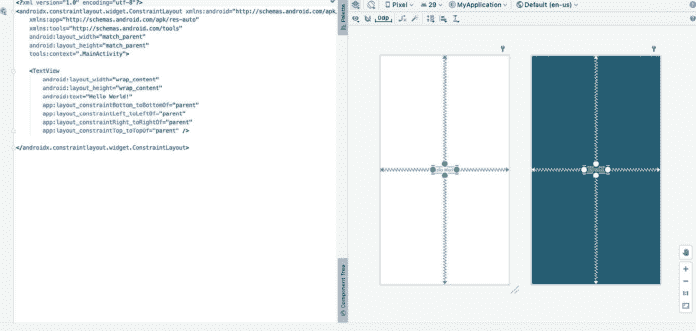 <?xml version="1.0" encoding="utf-8"?>
<androidx.constraintlayout.widget.ConstraintLayout xmlns:android="http://schemas.android.com/apk
xmlns:app="http://schemas.android.com/apk/res-auto"
xmlns:tools="http://schemas.android.com/tools"
android:layout_width="match_parent"
android:layout_height="match_parent"
tools:context=".MainActivity">
<TextView
android:layout_width="wrap_content"
android:layout_height="wrap_content"
android:text="Hello World!"
app:layout_constraintBottom_toBottomOf="parent"
app:layout_constraintLeft_toLeftOf="parent"
app:layout_constraintRight_toRightOf="parent"
app:layout_constraintTop_toTopOf="parent" />
</androidx.constraintlayout.widget.ConstraintLayout>
Palette
Component Tree
Pixel
29
MyApplication
Default (en-us)
0dp
1:1